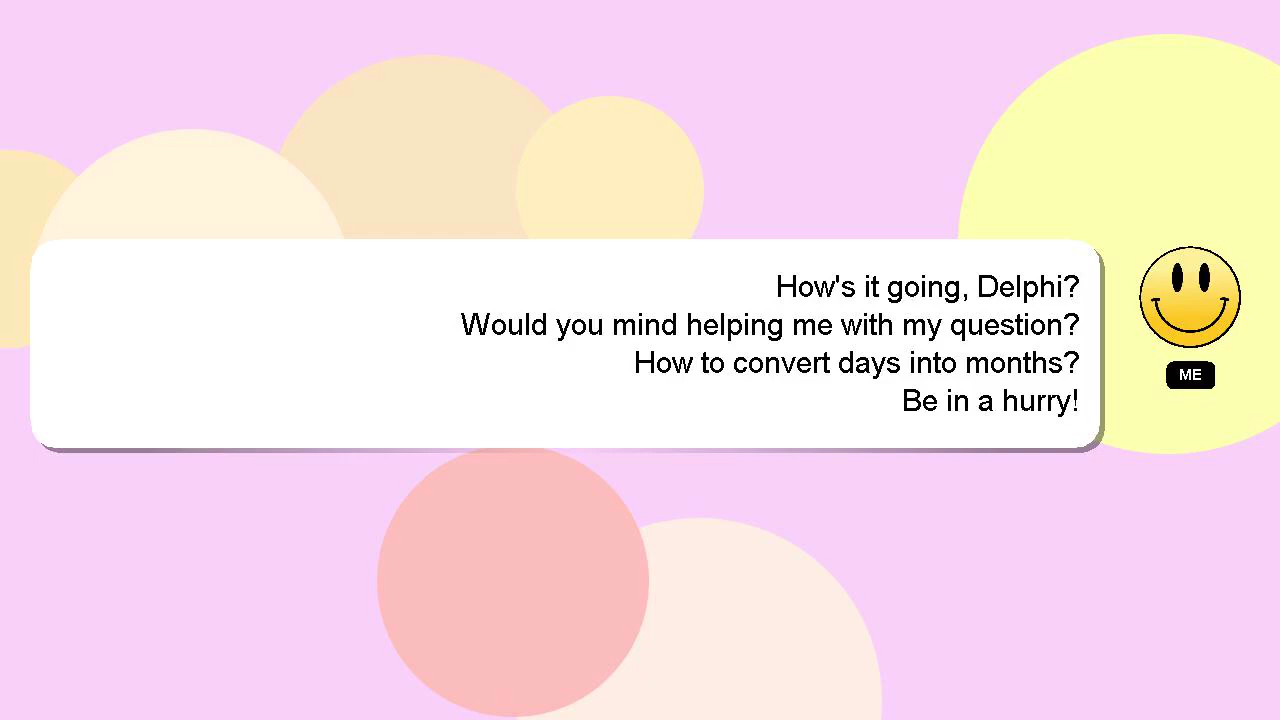 How's it going, Delphi?
Would you mind helping me with my question?
How to convert days into months?
Be in a hurry!
ME